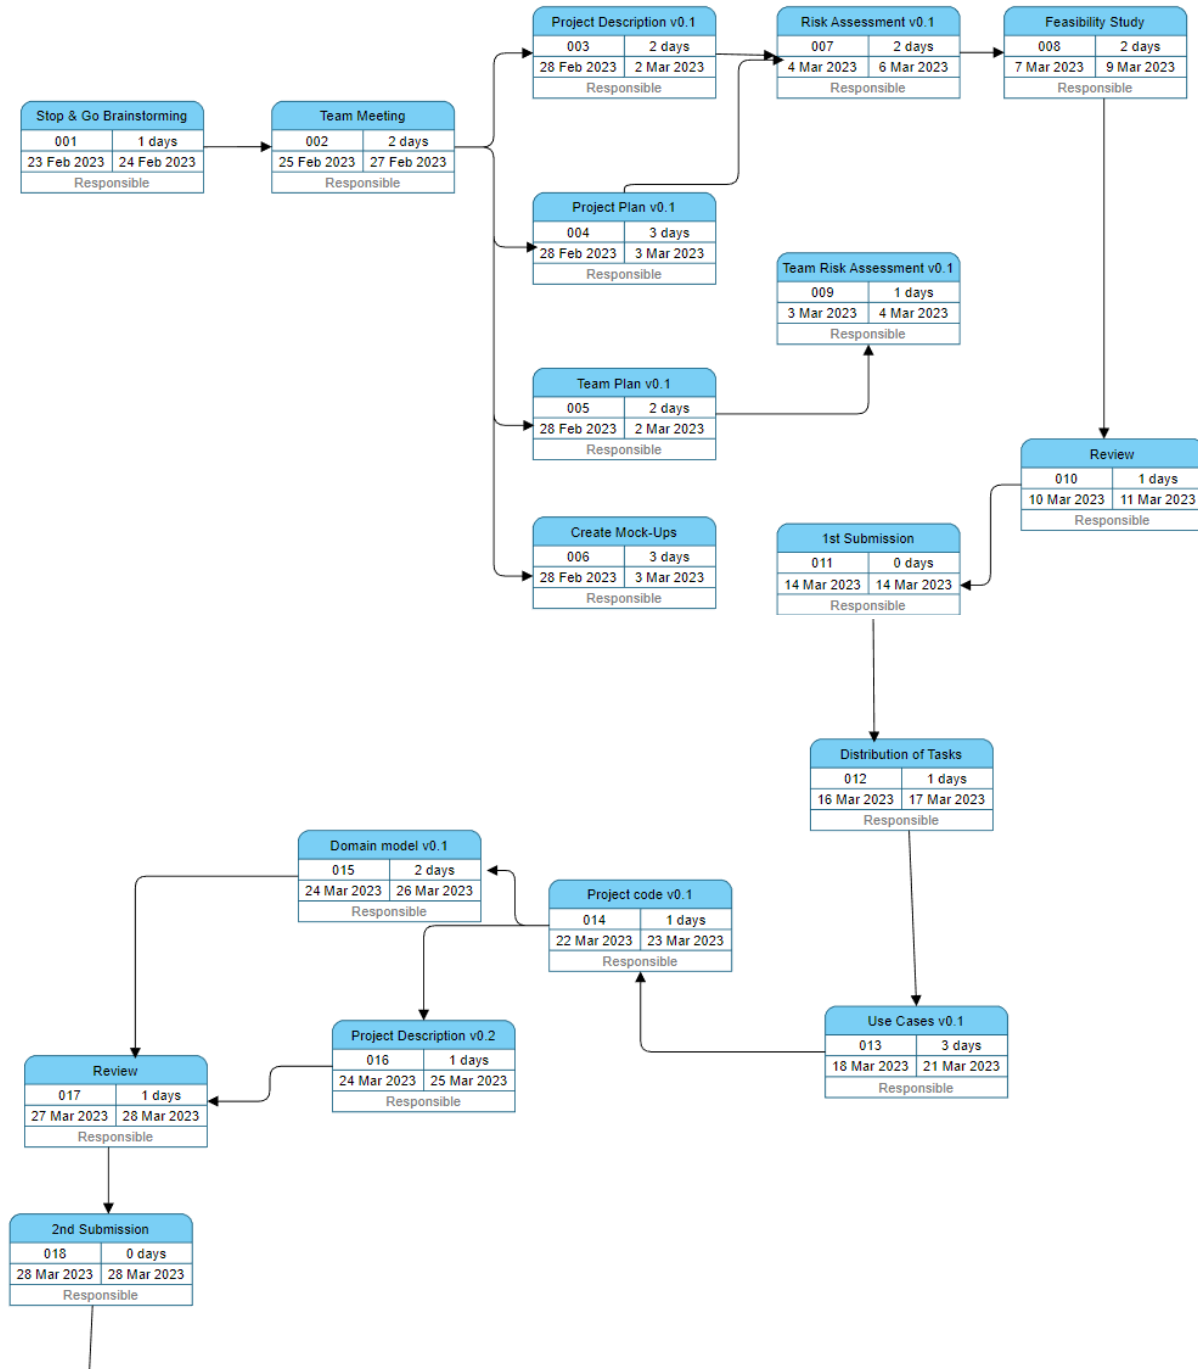 Project Description v0.1
003 2 days
28 Feb 2023 2 Mar 2023
Responsible
Risk Assessment v0.1
007 2 days
4 Mar 2023 6 Mar 2023
Responsible
Feasibility Study
008 2 days
7 Mar 2023 9 Mar 2023
Responsible
Stop & Go Brainstorming
001 1 days
23 Feb 2023 24 Feb 2023
Responsible
Team Meeting
002 2 days
25 Feb 2023 27 Feb 2023
Responsible
Project Plan v0.1
004 3 days
28 Feb 2023 3 Mar 2023
Responsible
Team Risk Assessment v0.1
009 1 days
3 Mar 2023 4 Mar 2023
Responsible
Team Plan v0.1
005 2 days
28 Feb 2023 2 Mar 2023
Responsible
Review
010 1 days
10 Mar 2023 11 Mar 2023
Responsible
Create Mock-Ups
006 3 days
28 Feb 2023 3 Mar 2023
Responsible
1st Submission
011 0 days
14 Mar 2023 14 Mar 2023
Responsible
Distribution of Tasks
012 1 days
16 Mar 2023 17 Mar 2023
Responsible
Domain model v0.1
015 2 days
24 Mar 2023 26 Mar 2023
Responsible
Project code v0.1
014 1 days
22 Mar 2023 23 Mar 2023
Responsible
Use Cases v0.1
013 3 days
18 Mar 2023 21 Mar 2023
Responsible
Project Description v0.2
016 1 days
24 Mar 2023 25 Mar 2023
Responsible
Review
017 1 days
27 Mar 2023 28 Mar 2023
Responsible
2nd Submission
018 0 days
28 Mar 2023 28 Mar 2023
Responsible